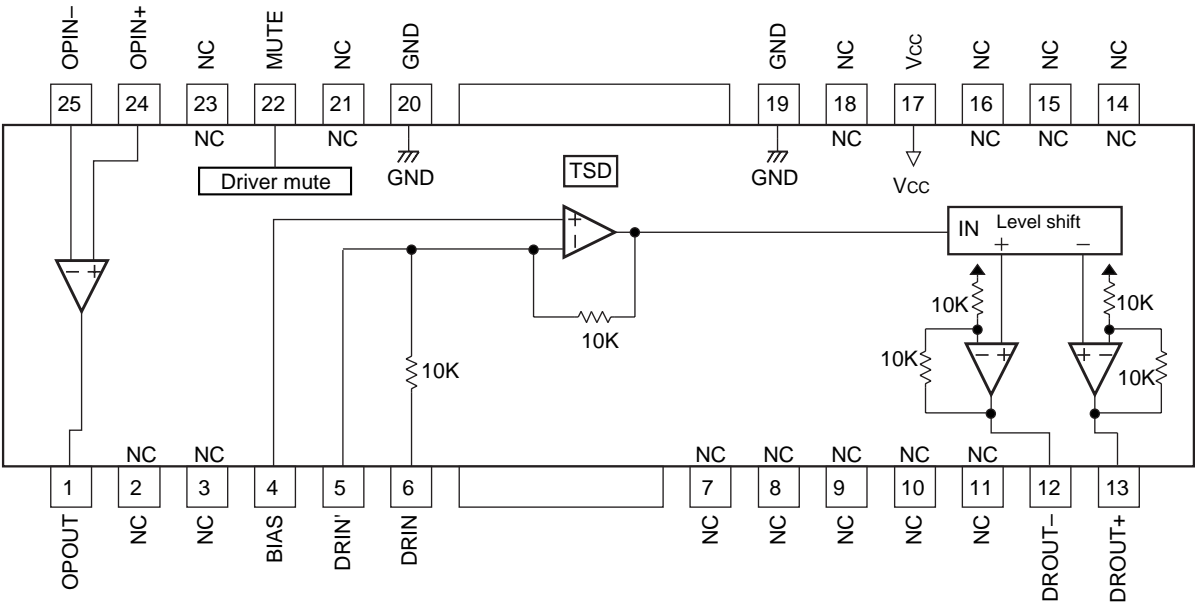 OPIN– OPIN+ NC MUTE NC GND GND NC Vcc NC NC NC
25 24 23 22 21 20 19 18 17 16 15 14
NC NC NC NC NC NC
Driver mute
GND
TSD
GND
Vcc
+
–
IN Level shift
+ –
– +
10K
10K
10K
– +
+ –
10K
10K
10K
NC NC NC NC NC NC NC
1 2 3 4 5 6 7 8 9 10 11 12 13
OPOUT NC NC BIAS DRIN' DRIN NC NC NC NC NC DROUT– DROUT+